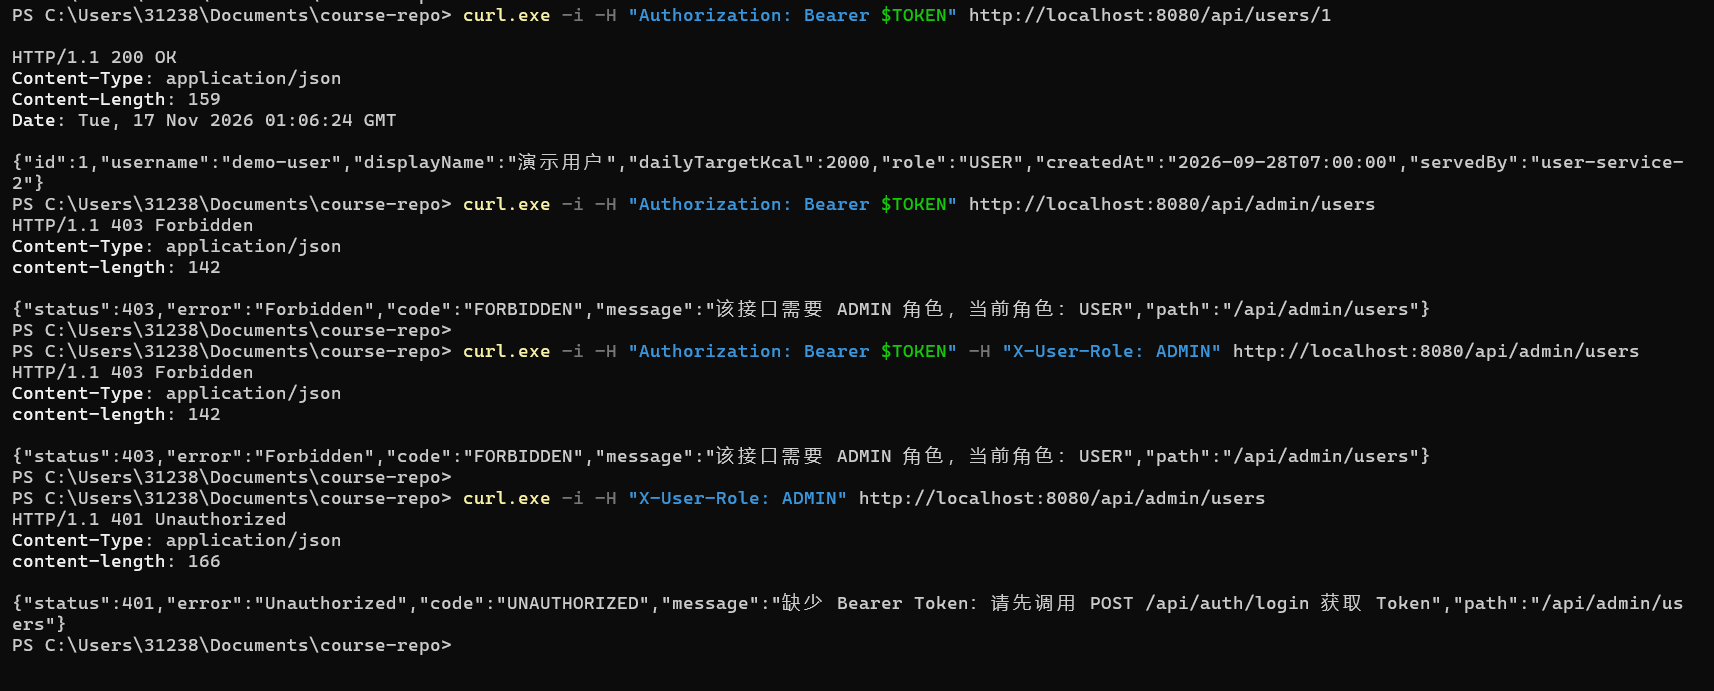 PS C:\Users\31238\Documents\course-repo> curl.exe -i -H "Authorization: Bearer $TOKEN" http://localhost:8080/api/users/1
HTTP/1.1 200 OK
Content-Type: application/json
Content-Length: 159
Date: Tue, 17 Nov 2026 01:06:24 GMT
{"id":1,"username":"demo-user","displayName":"演示用户","dailyTargetKcal":2000,"role":"USER","createdAt":"2026-09-28T07:00:00","servedBy":"user-service-
2"}
PS C:\Users\31238\Documents\course-repo> curl.exe -i -H "Authorization: Bearer $TOKEN" http://localhost:8080/api/admin/users
HTTP/1.1 403 Forbidden
Content-Type: application/json
content-length: 142
{"status":403,"error":"Forbidden","code":"FORBIDDEN","message":"该接口需要 ADMIN 角色，当前角色：USER","path":"/api/admin/users"}
PS C:\Users\31238\Documents\course-repo>
PS C:\Users\31238\Documents\course-repo> curl.exe -i -H "Authorization: Bearer $TOKEN" -H "X-User-Role: ADMIN" http://localhost:8080/api/admin/users
HTTP/1.1 403 Forbidden
Content-Type: application/json
content-length: 142
{"status":403,"error":"Forbidden","code":"FORBIDDEN","message":"该接口需要 ADMIN 角色，当前角色：USER","path":"/api/admin/users"}
PS C:\Users\31238\Documents\course-repo>
PS C:\Users\31238\Documents\course-repo> curl.exe -i -H "X-User-Role: ADMIN" http://localhost:8080/api/admin/users
HTTP/1.1 401 Unauthorized
Content-Type: application/json
content-length: 166
{"status":401,"error":"Unauthorized","code":"UNAUTHORIZED","message":"缺少 Bearer Token：请先调用 POST /api/auth/login 获取 Token","path":"/api/admin/us
ers"}
PS C:\Users\31238\Documents\course-repo>